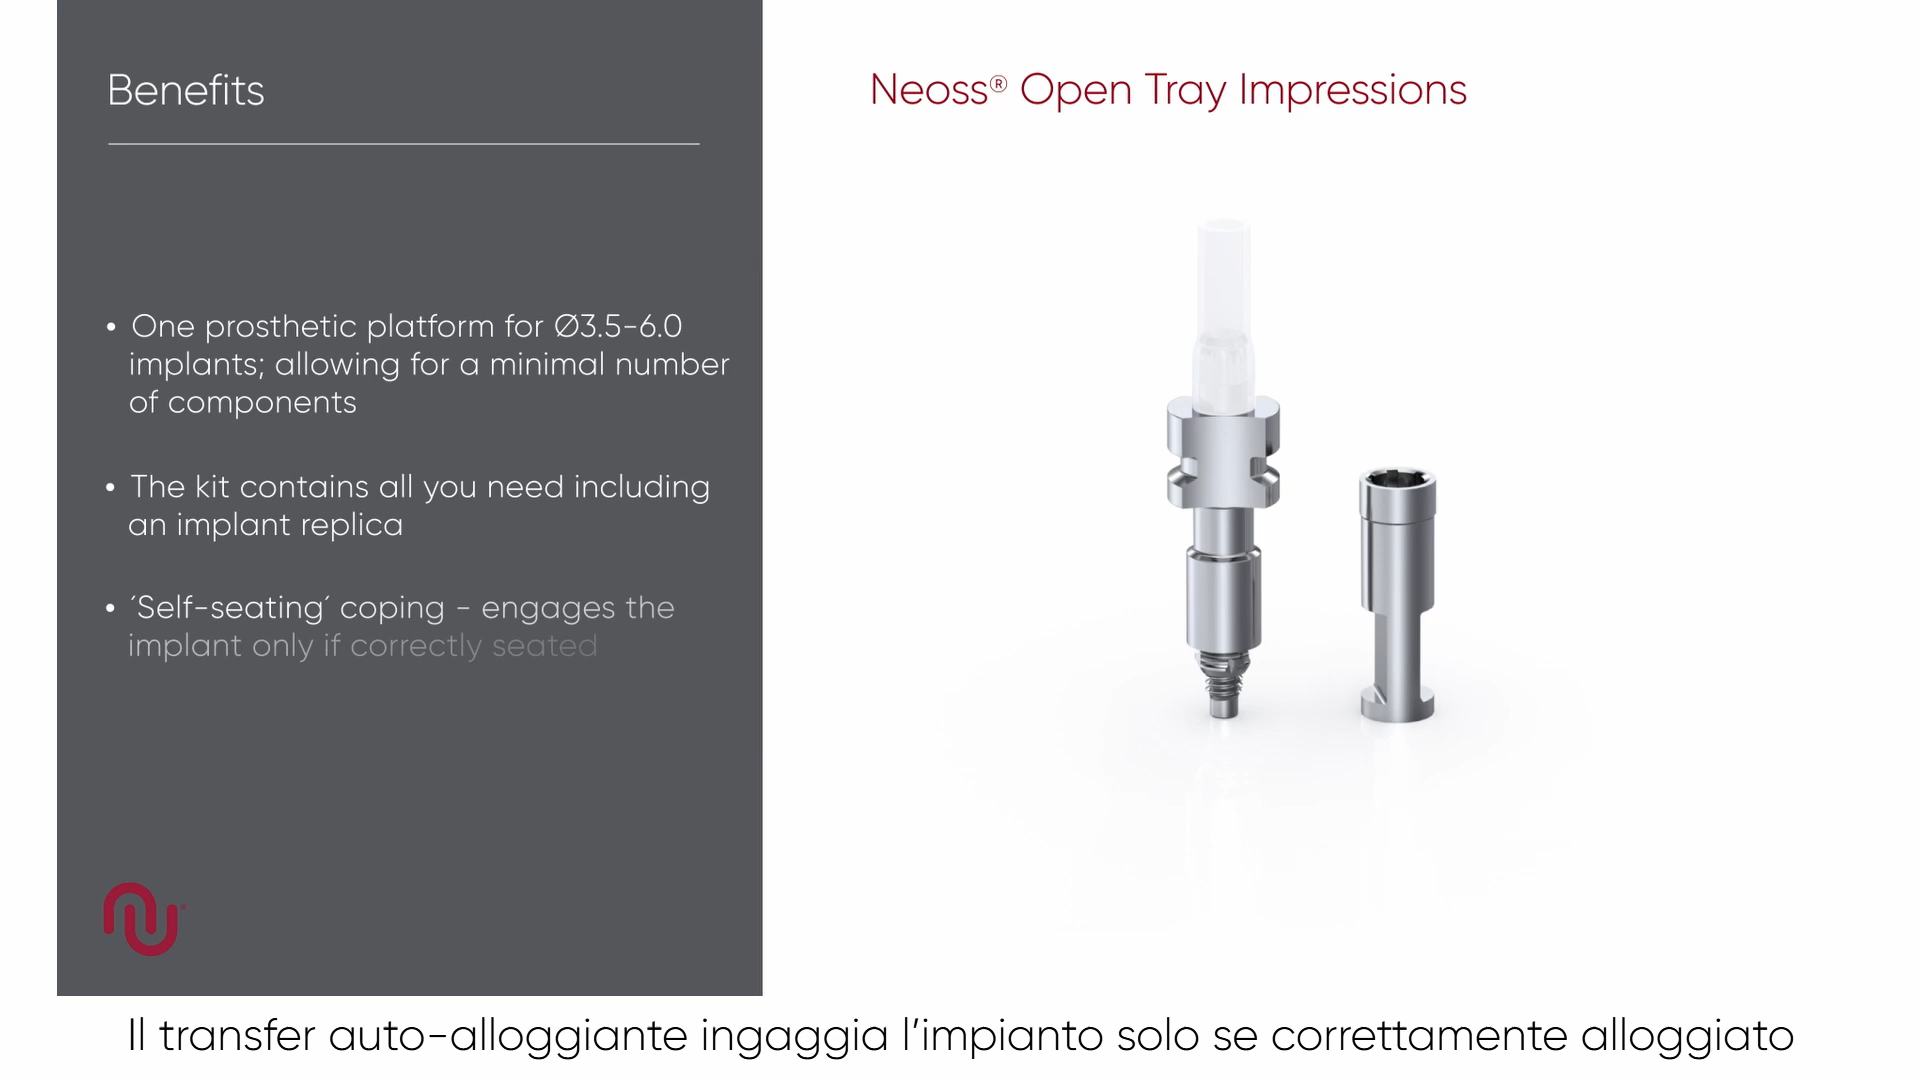 Benefits
Neoss® Open Tray Impressions
• One prosthetic platform for Ø3.5-6.0
implants; allowing for a minimal number
of components
• The kit contains all you need including
an implant replica
• ´Self-seating´ coping - engages the
implant only if correctly seated
Il transfer auto-alloggiante ingaggia l’impianto solo se correttamente alloggiato